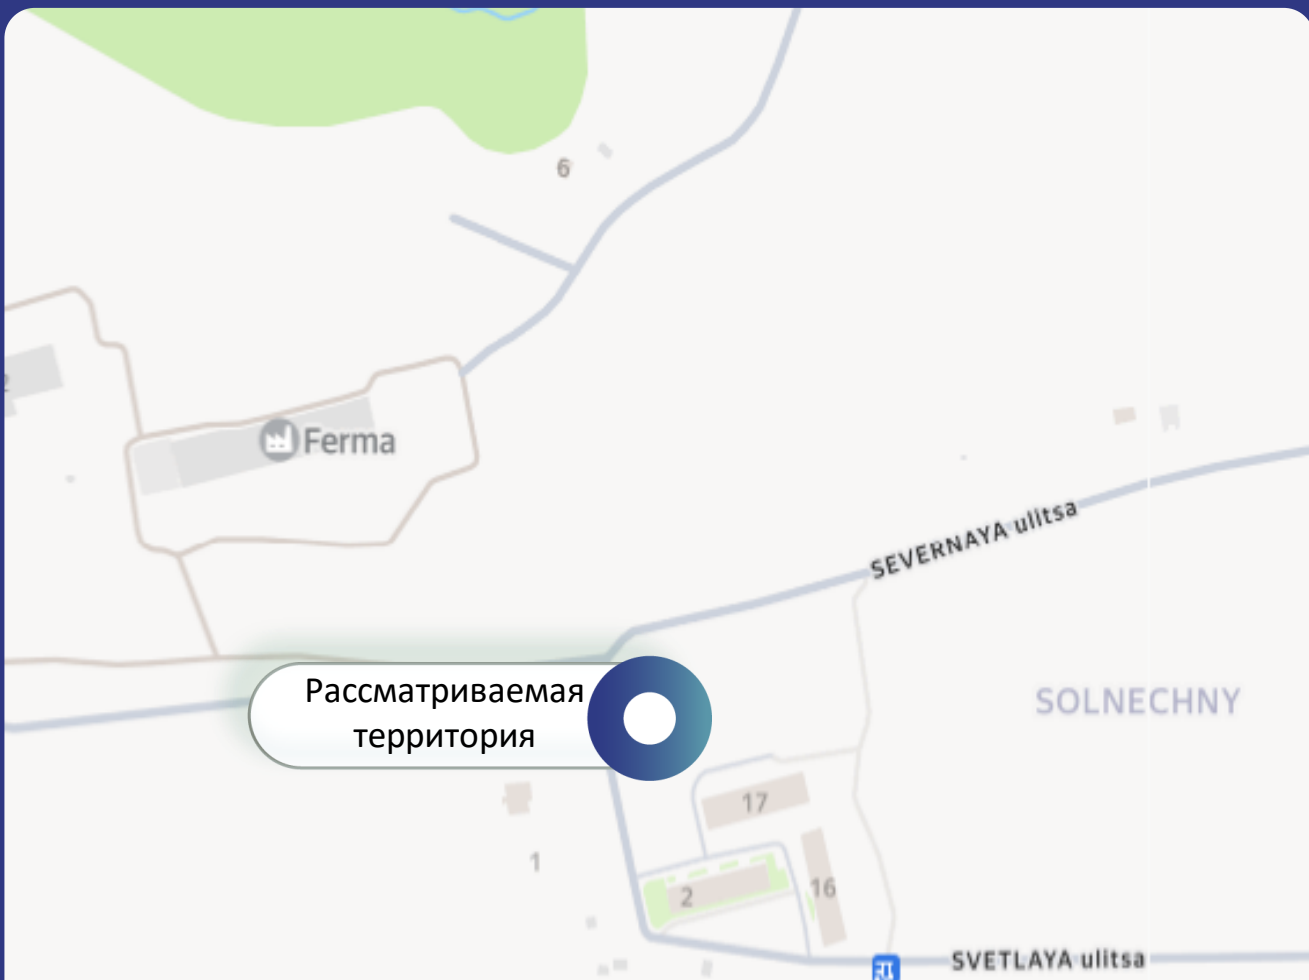 6
Ferma
SEVERNAYA ulitsa
Рассматриваемая
территория
SOLNECHNY
17
1
2
16
SVETLAYA ulitsa